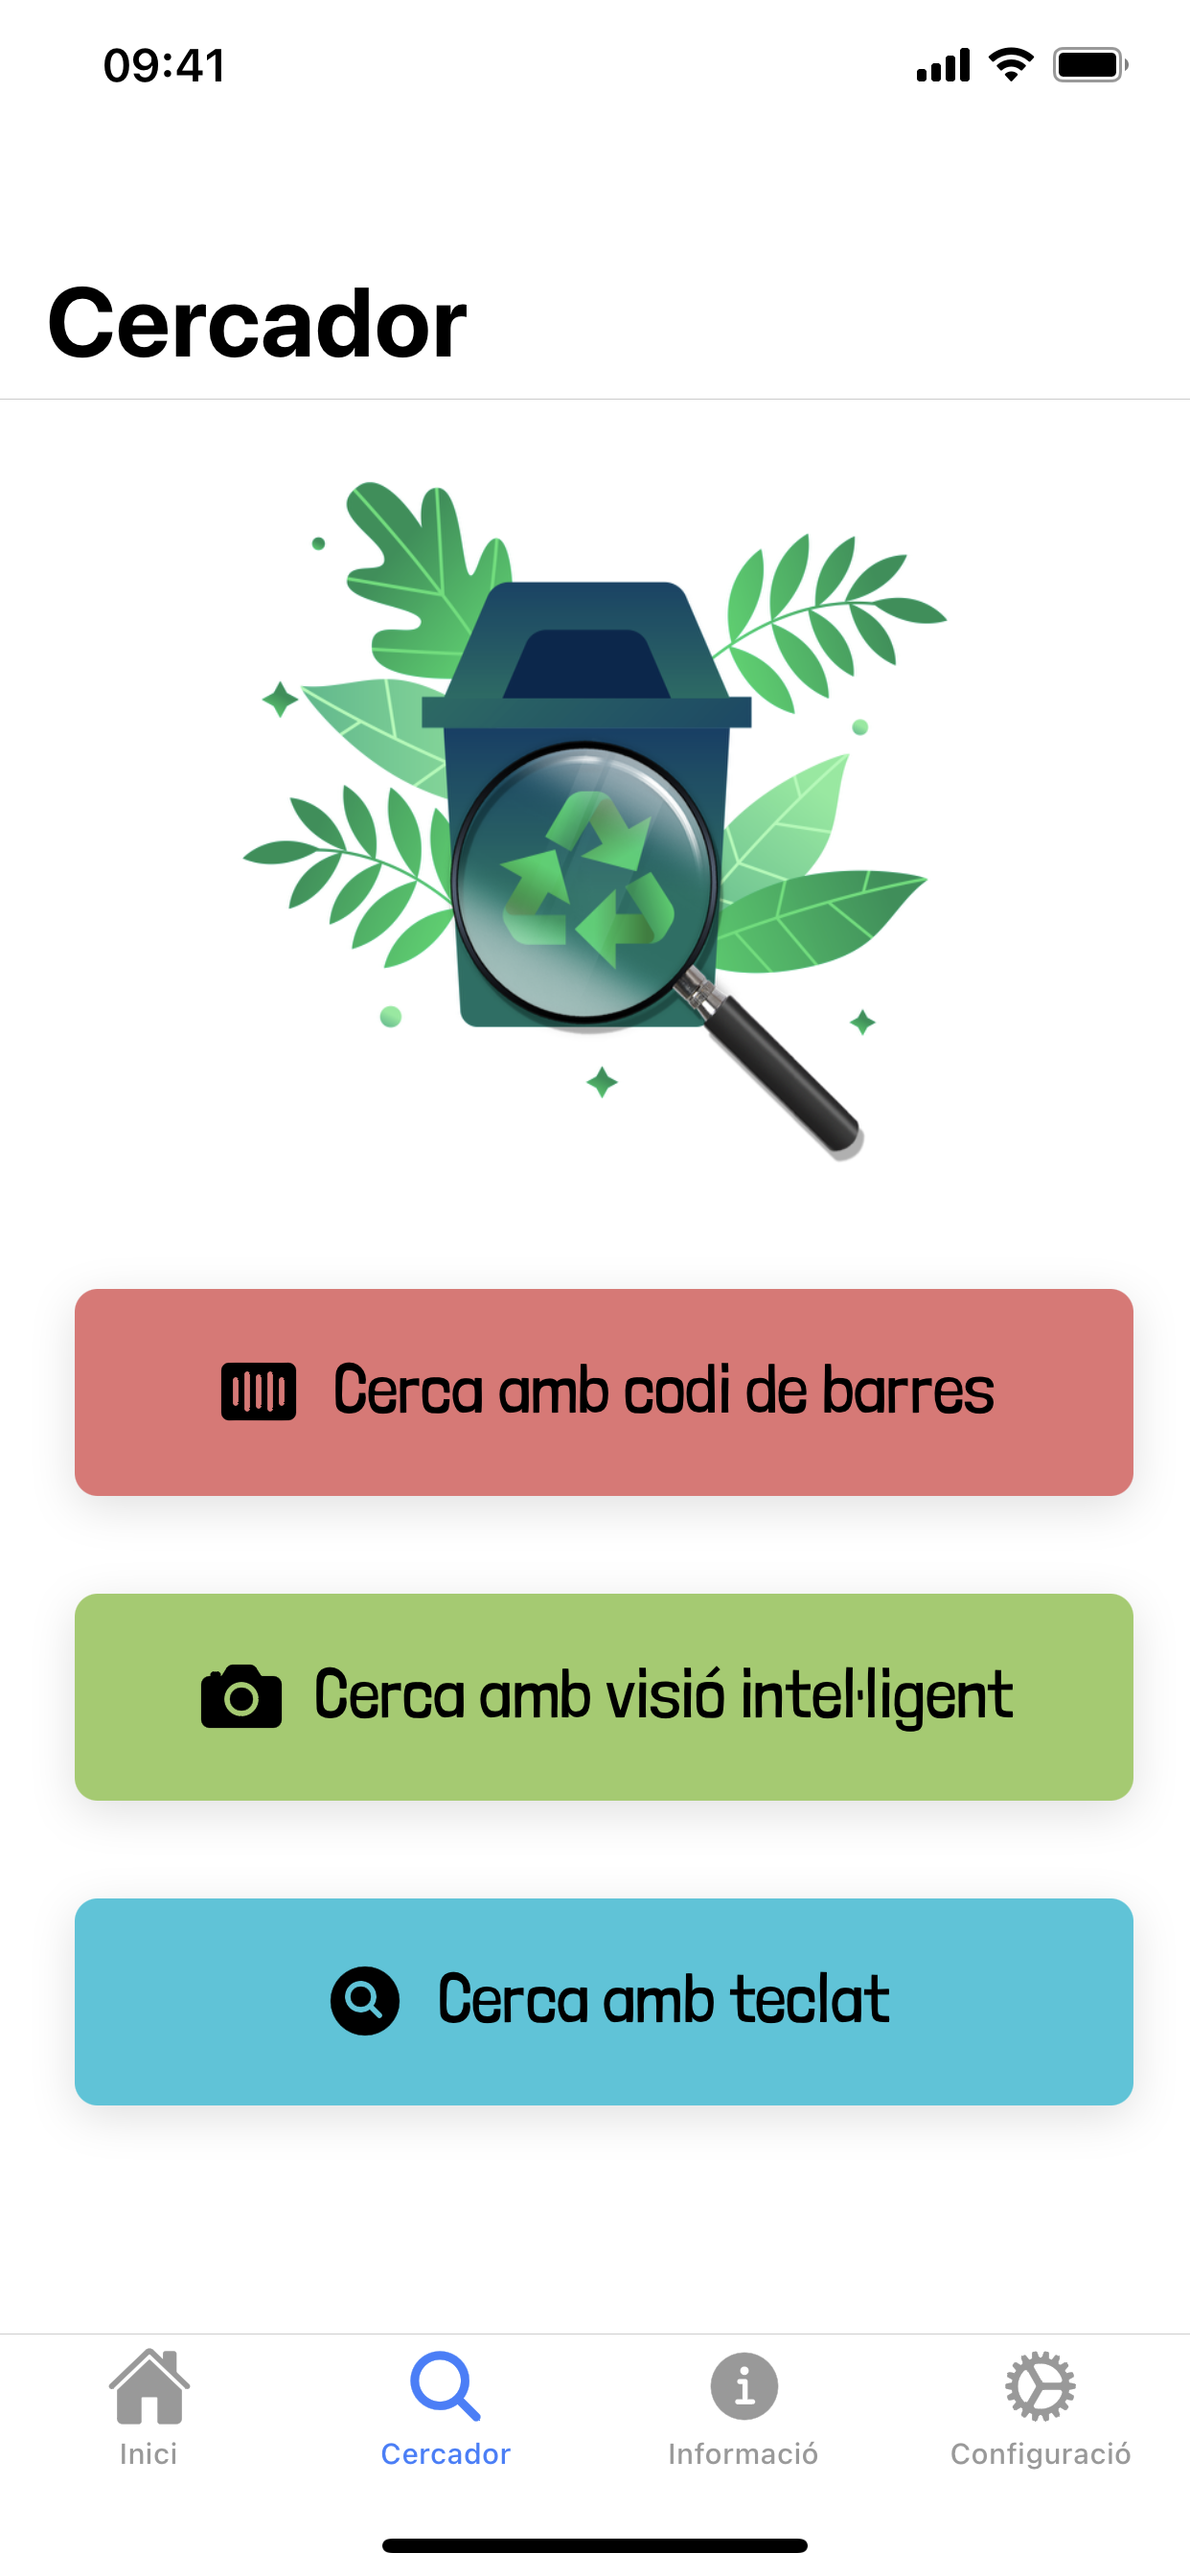 09:41
Cercador
Cerca amb codi de barres
Cerca amb visió intel·ligent
Cerca amb teclat
Inici
Cercador
Informació
Configuració